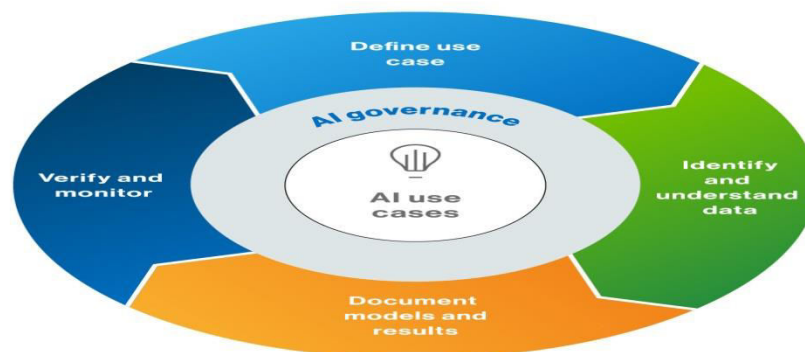 Define use
case
AI governance
AI use
cases
Verify and
monitor
Identify
and
understand
data
Document
models and
results